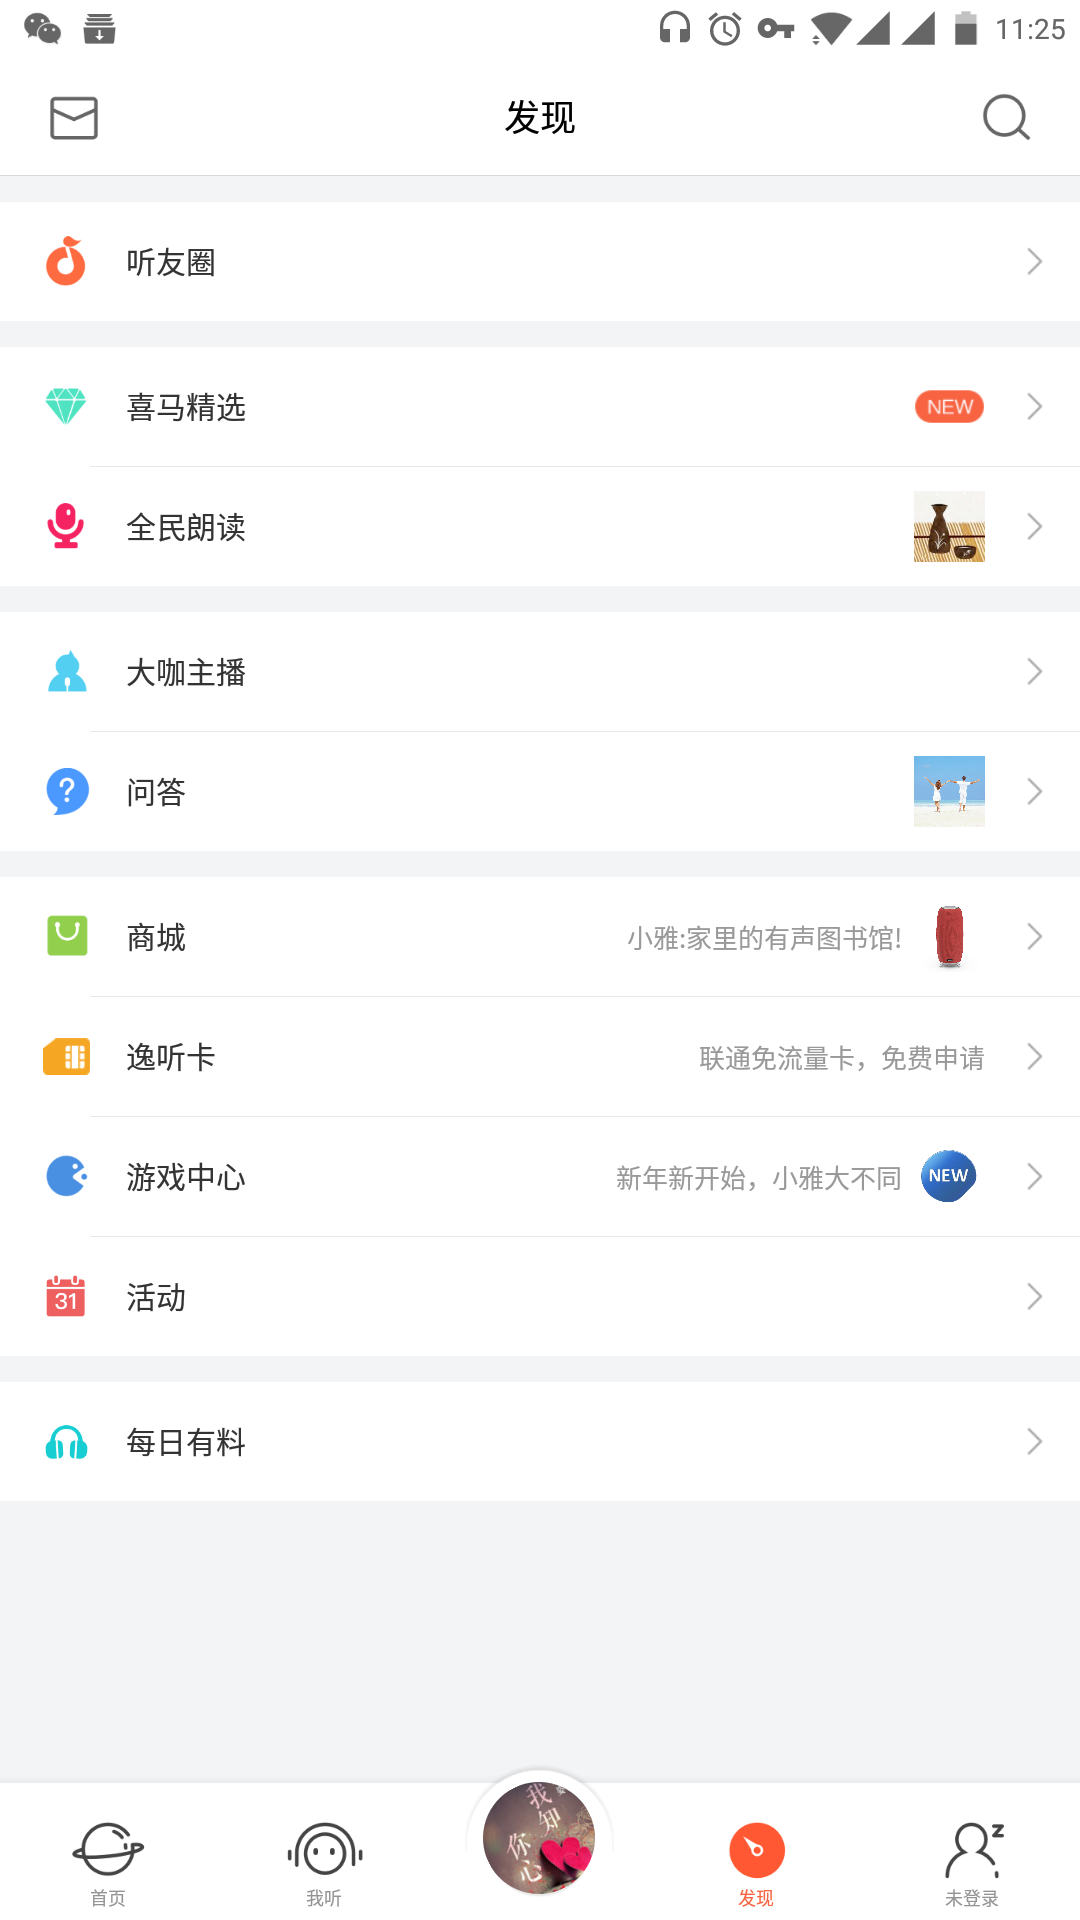 11:25
发现
听友圈
喜马精选
NEW
全民朗读
大咖主播
?
问答
商城
小雅:家里的有声图书馆!
逸听卡
联通免流量卡，免费申请
游戏中心
新年新开始，小雅大不同
NEW
31
活动
每日有料
我知
你心
z
首页
我听
发现
未登录